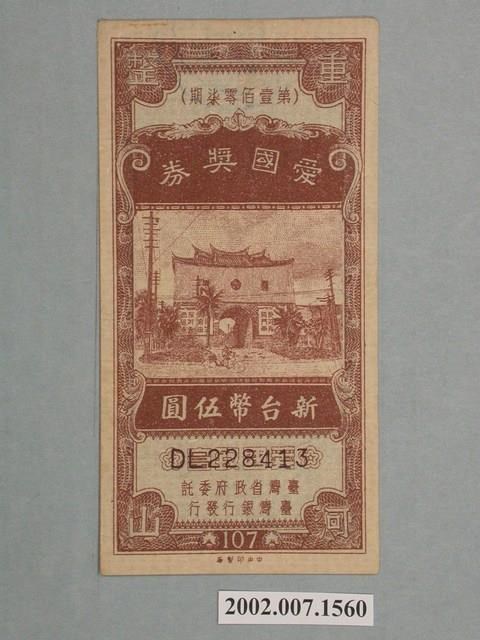 重整
(第壹佰零柒期)
愛國獎券
新台幣伍圓
DL228413
臺灣省政府委託
臺灣銀行發行
河山
107
2002.007.1560